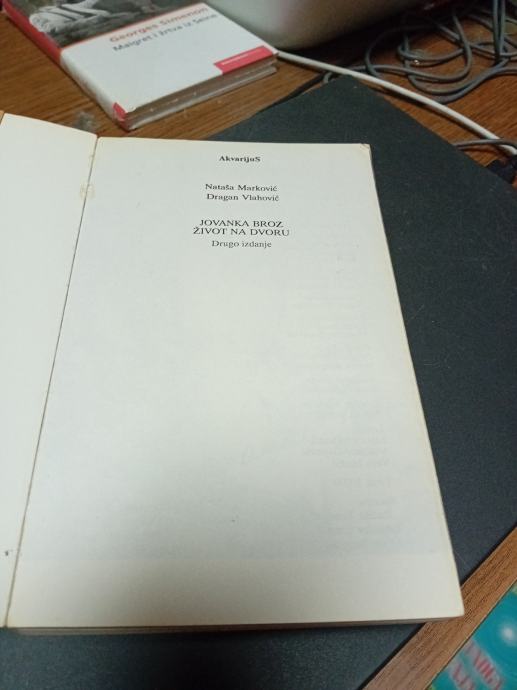 Georges Simenon
Maigret i žrtva iz Seine
AkvarijuS
Nataša Marković
Dragan Vlahović
JOVANKA BROZ
ŽIVOT NA DVORU
Drugo izdanje